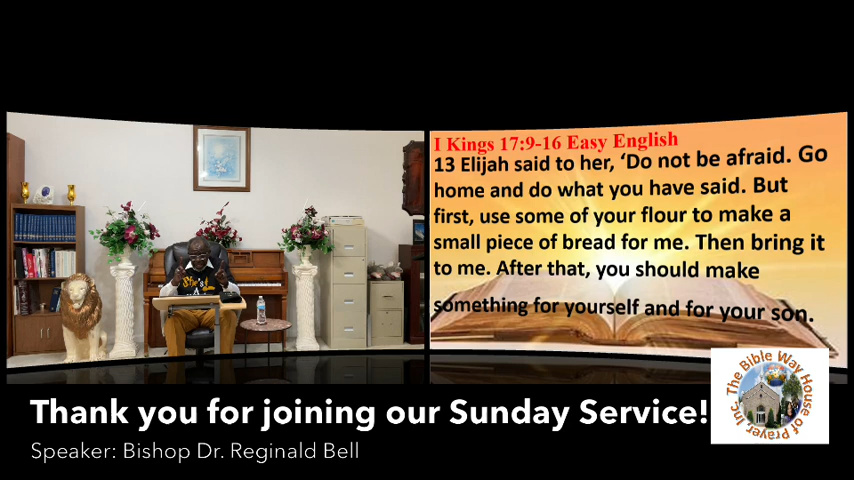 I Kings 17:9-16 Easy English
13 Elijah said to her, ‘Do not be afraid. Go
home and do what you have said. But
first, use some of your flour to make a
small piece of bread for me. Then bring it
to me. After that, you should make
something for yourself and for your son.
She's
Thank you for joining our Sunday Service!
Speaker: Bishop Dr. Reginald Bell
The Bible Way House of Prayer, Inc.